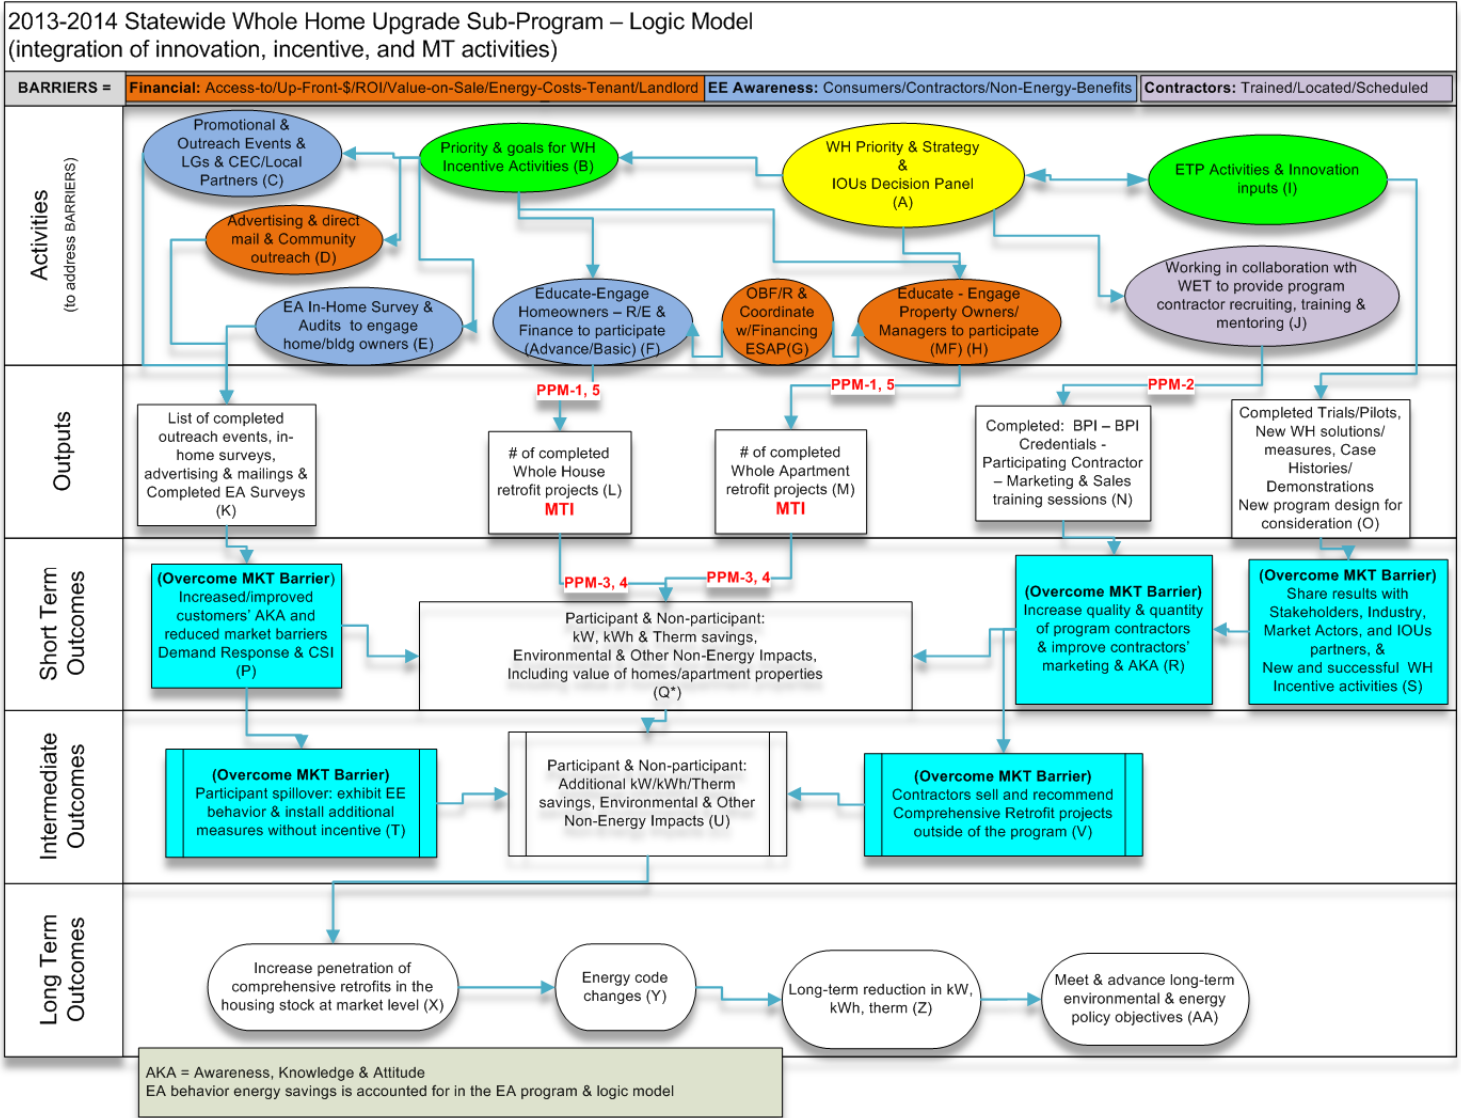 2013-2014 Statewide Whole Home Upgrade Sub-Program – Logic Model
(integration of innovation, incentive, and MT activities)
BARRIERS =
Financial: Access-to/Up-Front-$/ROI/Value-on-Sale/Energy-Costs-Tenant/Landlord
EE Awareness: Consumers/Contractors/Non-Energy-Benefits
Contractors: Trained/Located/Scheduled
Activities
(to address BARRIERS)
Promotional &
Outreach Events &
LGs & CEC/Local
Partners (C)
Priority & goals for WH
Incentive Activities (B)
WH Priority & Strategy
&
IOUs Decision Panel
(A)
ETP Activities & Innovation
inputs (I)
Advertising & direct
mail & Community
outreach (D)
EA In-Home Survey &
Audits to engage
home/bldg owners (E)
Educate-Engage
Homeowners – R/E &
Finance to participate
(Advance/Basic) (F)
OBF/R &
Coordinate
w/Financing
ESAP(G)
Educate - Engage
Property Owners/
Managers to participate
(MF) (H)
Working in collaboration wth
WET to provide program
contractor recruiting, training &
mentoring (J)
Outputs
PPM-1, 5
PPM-1, 5
PPM-2
List of completed
outreach events, in-
home surveys,
advertising & mailings &
Completed EA Surveys
(K)
# of completed
Whole House
retrofit projects (L)
MTI
# of completed
Whole Apartment
retrofit projects (M)
MTI
Completed: BPI – BPI
Credentials -
Participating Contractor
– Marketing & Sales
training sessions (N)
Completed Trials/Pilots,
New WH solutions/
measures, Case
Histories/
Demonstrations
New program design for
consideration (O)
Short Term
Outcomes
PPM-3, 4
PPM-3, 4
(Overcome MKT Barrier)
Increased/improved
customers' AKA and
reduced market barriers
Demand Response & CSI
(P)
Participant & Non-participant:
kW, kWh & Therm savings,
Environmental & Other Non-Energy Impacts,
Including value of homes/apartment properties
(Q*)
(Overcome MKT Barrier)
Increase quality & quantity
of program contractors
& improve contractors'
marketing & AKA (R)
(Overcome MKT Barrier)
Share results with
Stakeholders, Industry,
Market Actors, and IOUs
partners, &
New and successful WH
Incentive activities (S)
Intermediate
Outcomes
(Overcome MKT Barrier)
Participant spillover: exhibit EE
behavior & install additional
measures without incentive (T)
Participant & Non-participant:
Additional kW/kWh/Therm
savings, Environmental & Other
Non-Energy Impacts (U)
(Overcome MKT Barrier)
Contractors sell and recommend
Comprehensive Retrofit projects
outside of the program (V)
Long Term
Outcomes
Increase penetration of
comprehensive retrofits in the
housing stock at market level (X)
Energy code
changes (Y)
Long-term reduction in kW,
kWh, therm (Z)
Meet & advance long-term
environmental & energy
policy objectives (AA)
AKA = Awareness, Knowledge & Attitude
EA behavior energy savings is accounted for in the EA program & logic model